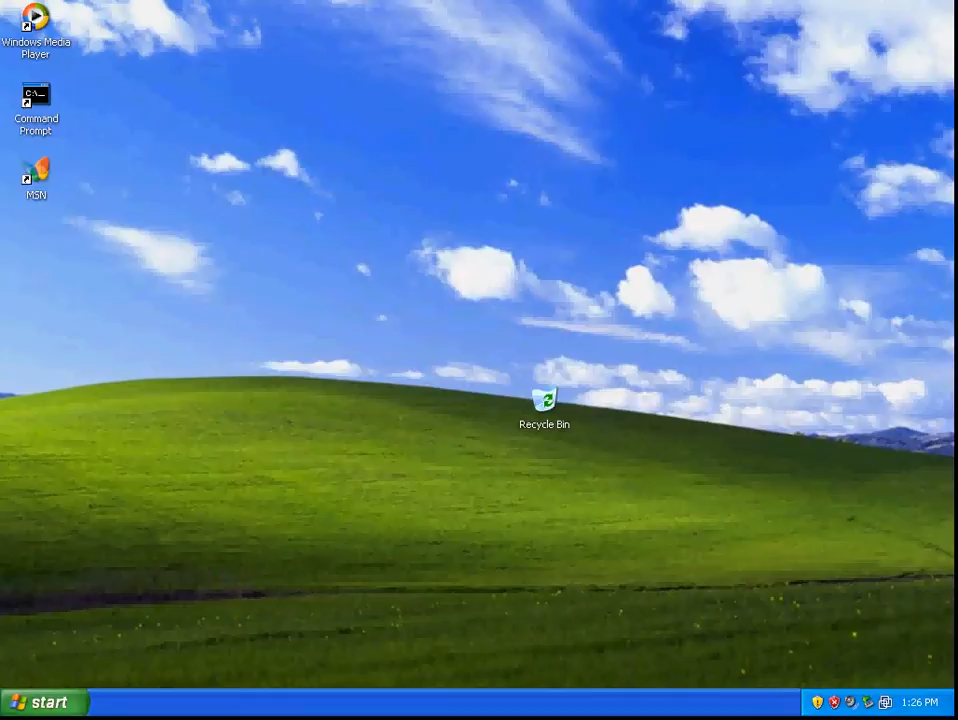 Windows Media
Player
C:\_
Command
Prompt
MSN
Recycle Bin
start
1:26 PM